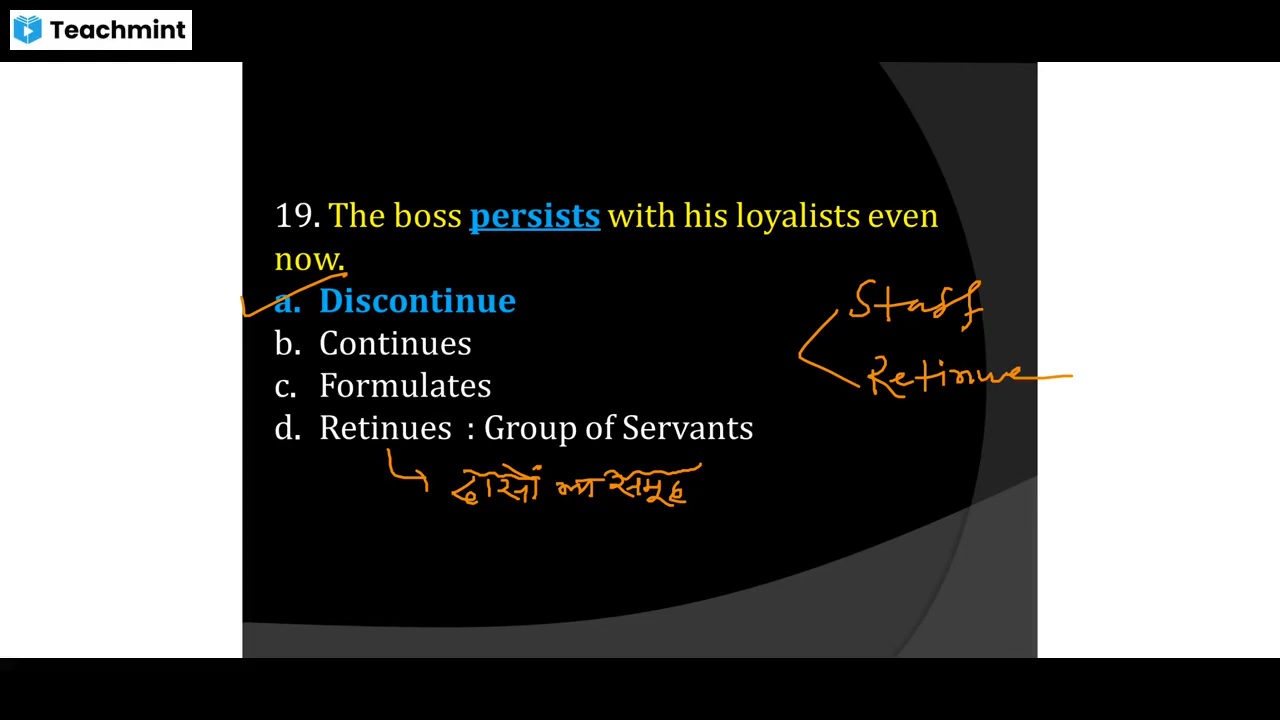 Teachmint
19. The boss persists with his loyalists even
now.
a. Discontinue
b. Continues
c. Formulates
d. Retinues : Group of Servants
Staff
Retinue
दासों का समूह